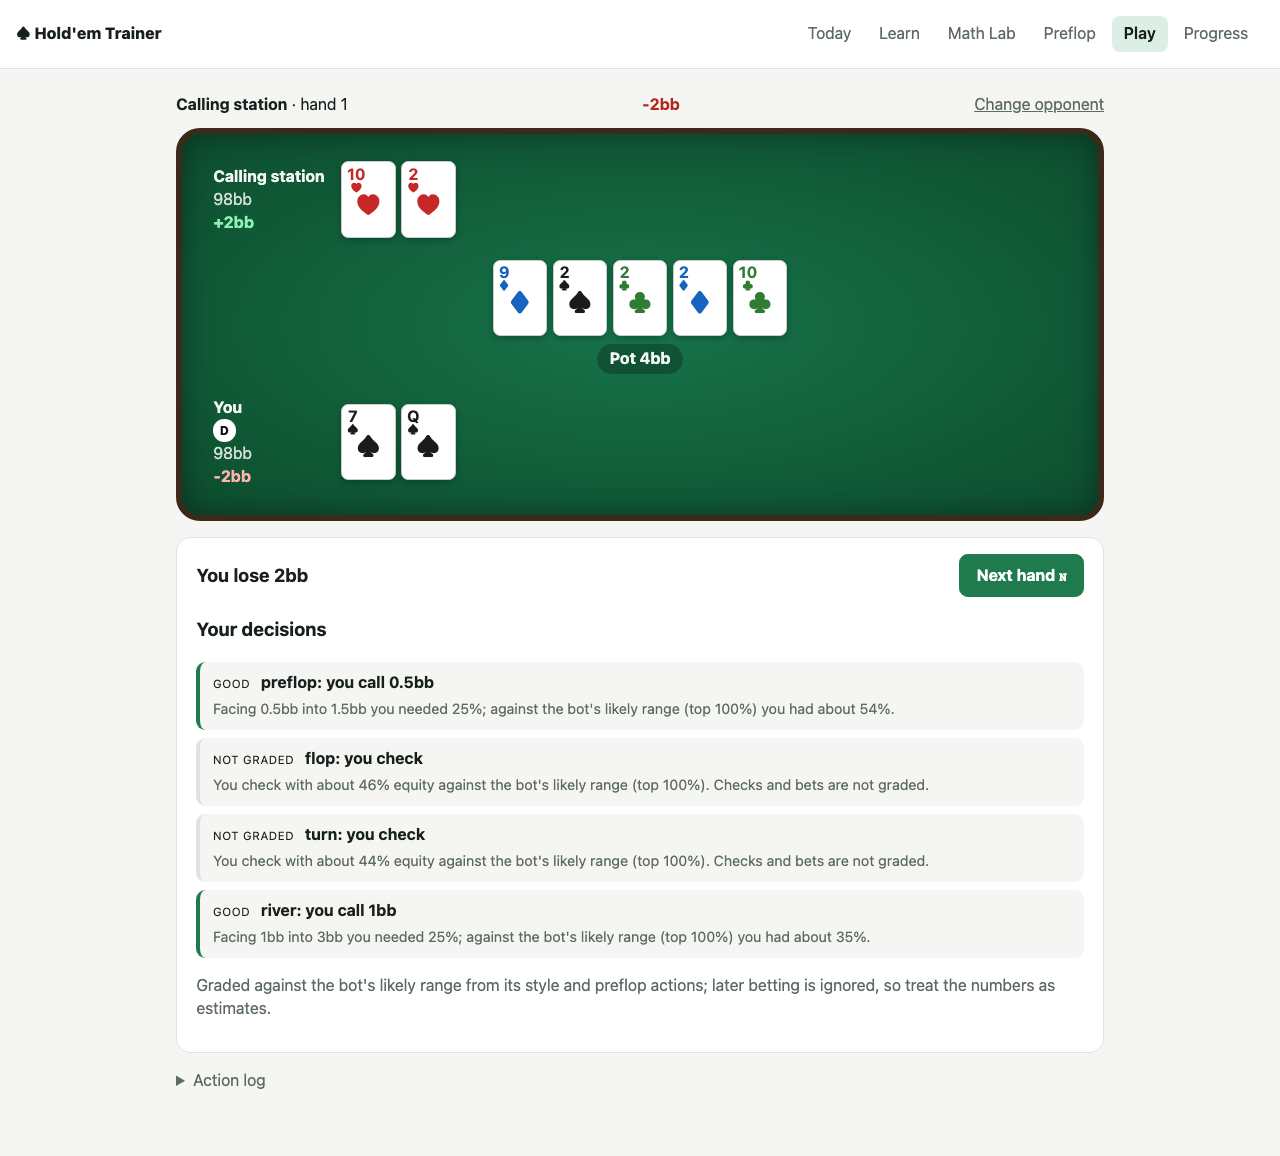 ♠ Hold'em Trainer
Today Learn Math Lab Preflop Play Progress
Calling station · hand 1
-2bb
Change opponent
Calling station
98bb
+2bb
10♥ 2♥
9♦ 2♠ 2♣ 2♦ 10♣
Pot 4bb
You
D
98bb
-2bb
7♠ Q♠
You lose 2bb
Next hand N
Your decisions
GOOD preflop: you call 0.5bb
Facing 0.5bb into 1.5bb you needed 25%; against the bot's likely range (top 100%) you had about 54%.
NOT GRADED flop: you check
You check with about 46% equity against the bot's likely range (top 100%). Checks and bets are not graded.
NOT GRADED turn: you check
You check with about 44% equity against the bot's likely range (top 100%). Checks and bets are not graded.
GOOD river: you call 1bb
Facing 1bb into 3bb you needed 25%; against the bot's likely range (top 100%) you had about 35%.
Graded against the bot's likely range from its style and preflop actions; later betting is ignored, so treat the numbers as
estimates.
▶ Action log